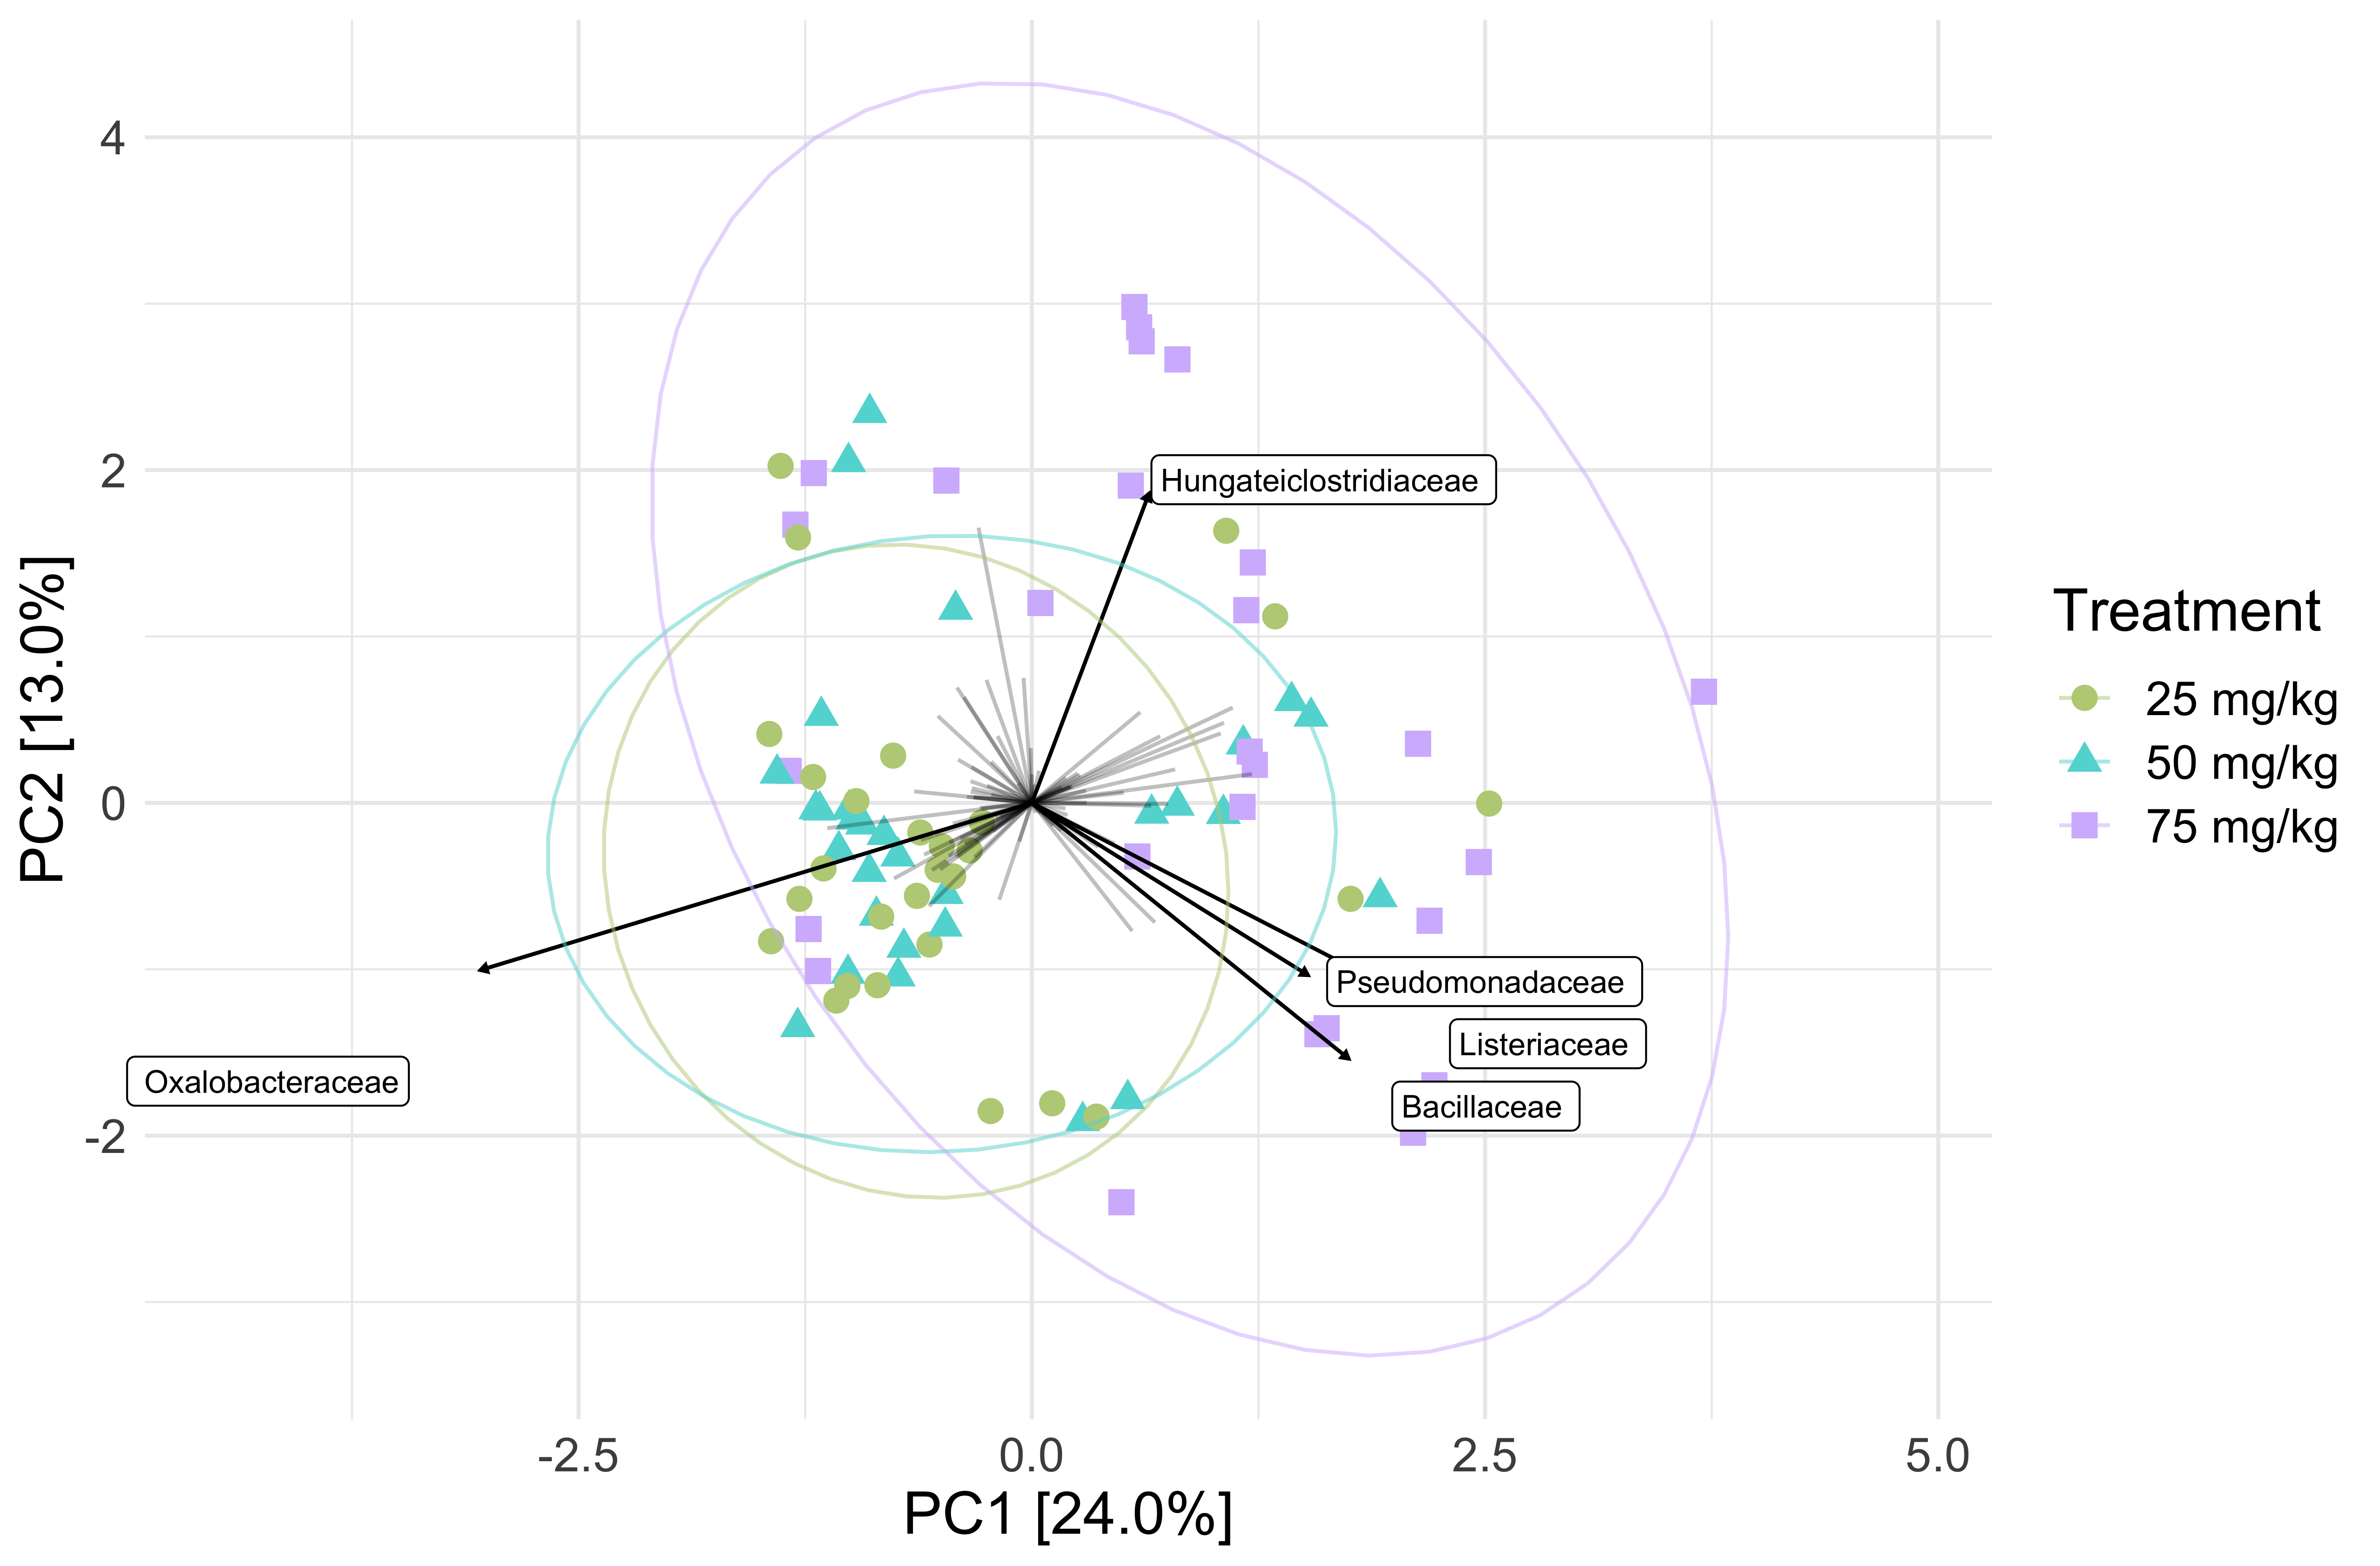 4
2
0
-2
PC2 [13.0%]
Hungateiclostridiaceae
Pseudomonadaceae
Listeriaceae
Oxalobacteraceae
Bacillaceae
-2.5
0.0
2.5
5.0
PC1 [24.0%]
Treatment
25 mg/kg
50 mg/kg
75 mg/kg